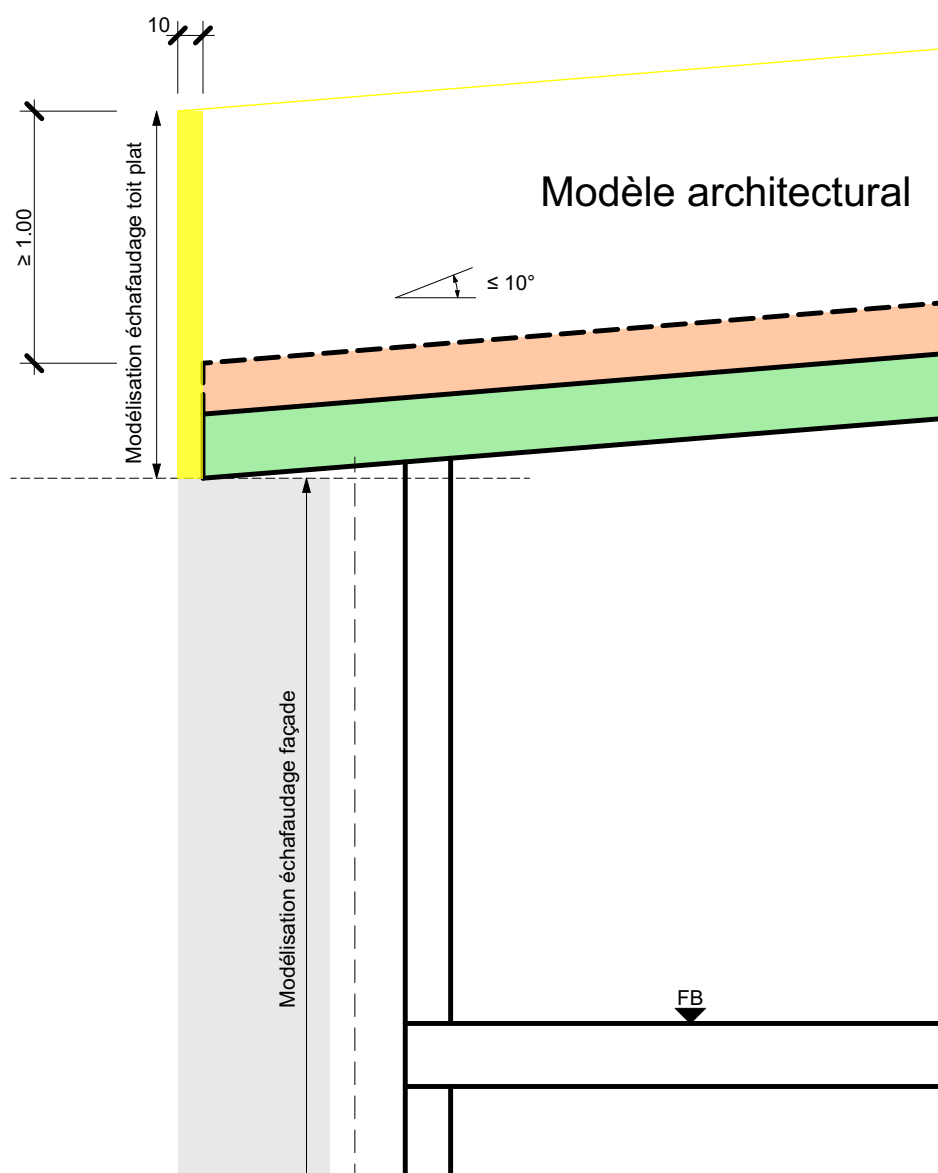 10
Modélisation échafaudage toit plat
≥ 1.00
Modèle architectural
≤ 10°
Modélisation échafaudage façade
FB